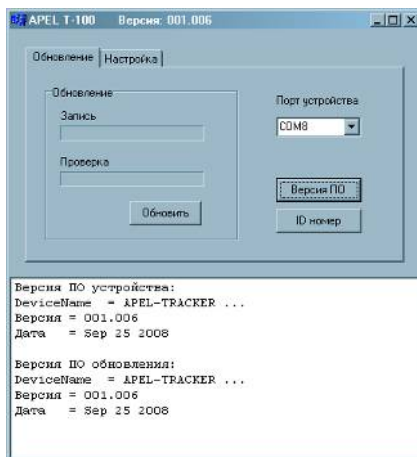 APEL T-100 Версия: 001.006
Обновление Настройка
Обновление
Запись
Проверка
Обновить
Порт устройства
COM8
Версия ПО
ID номер
Версия ПО устройства:
DeviceName = APEL-TRACKER ...
Версия = 001.006
Дата = Sep 25 2008
Версия ПО обновления:
DeviceName = APEL-TRACKER ...
Версия = 001.006
Дата = Sep 25 2008